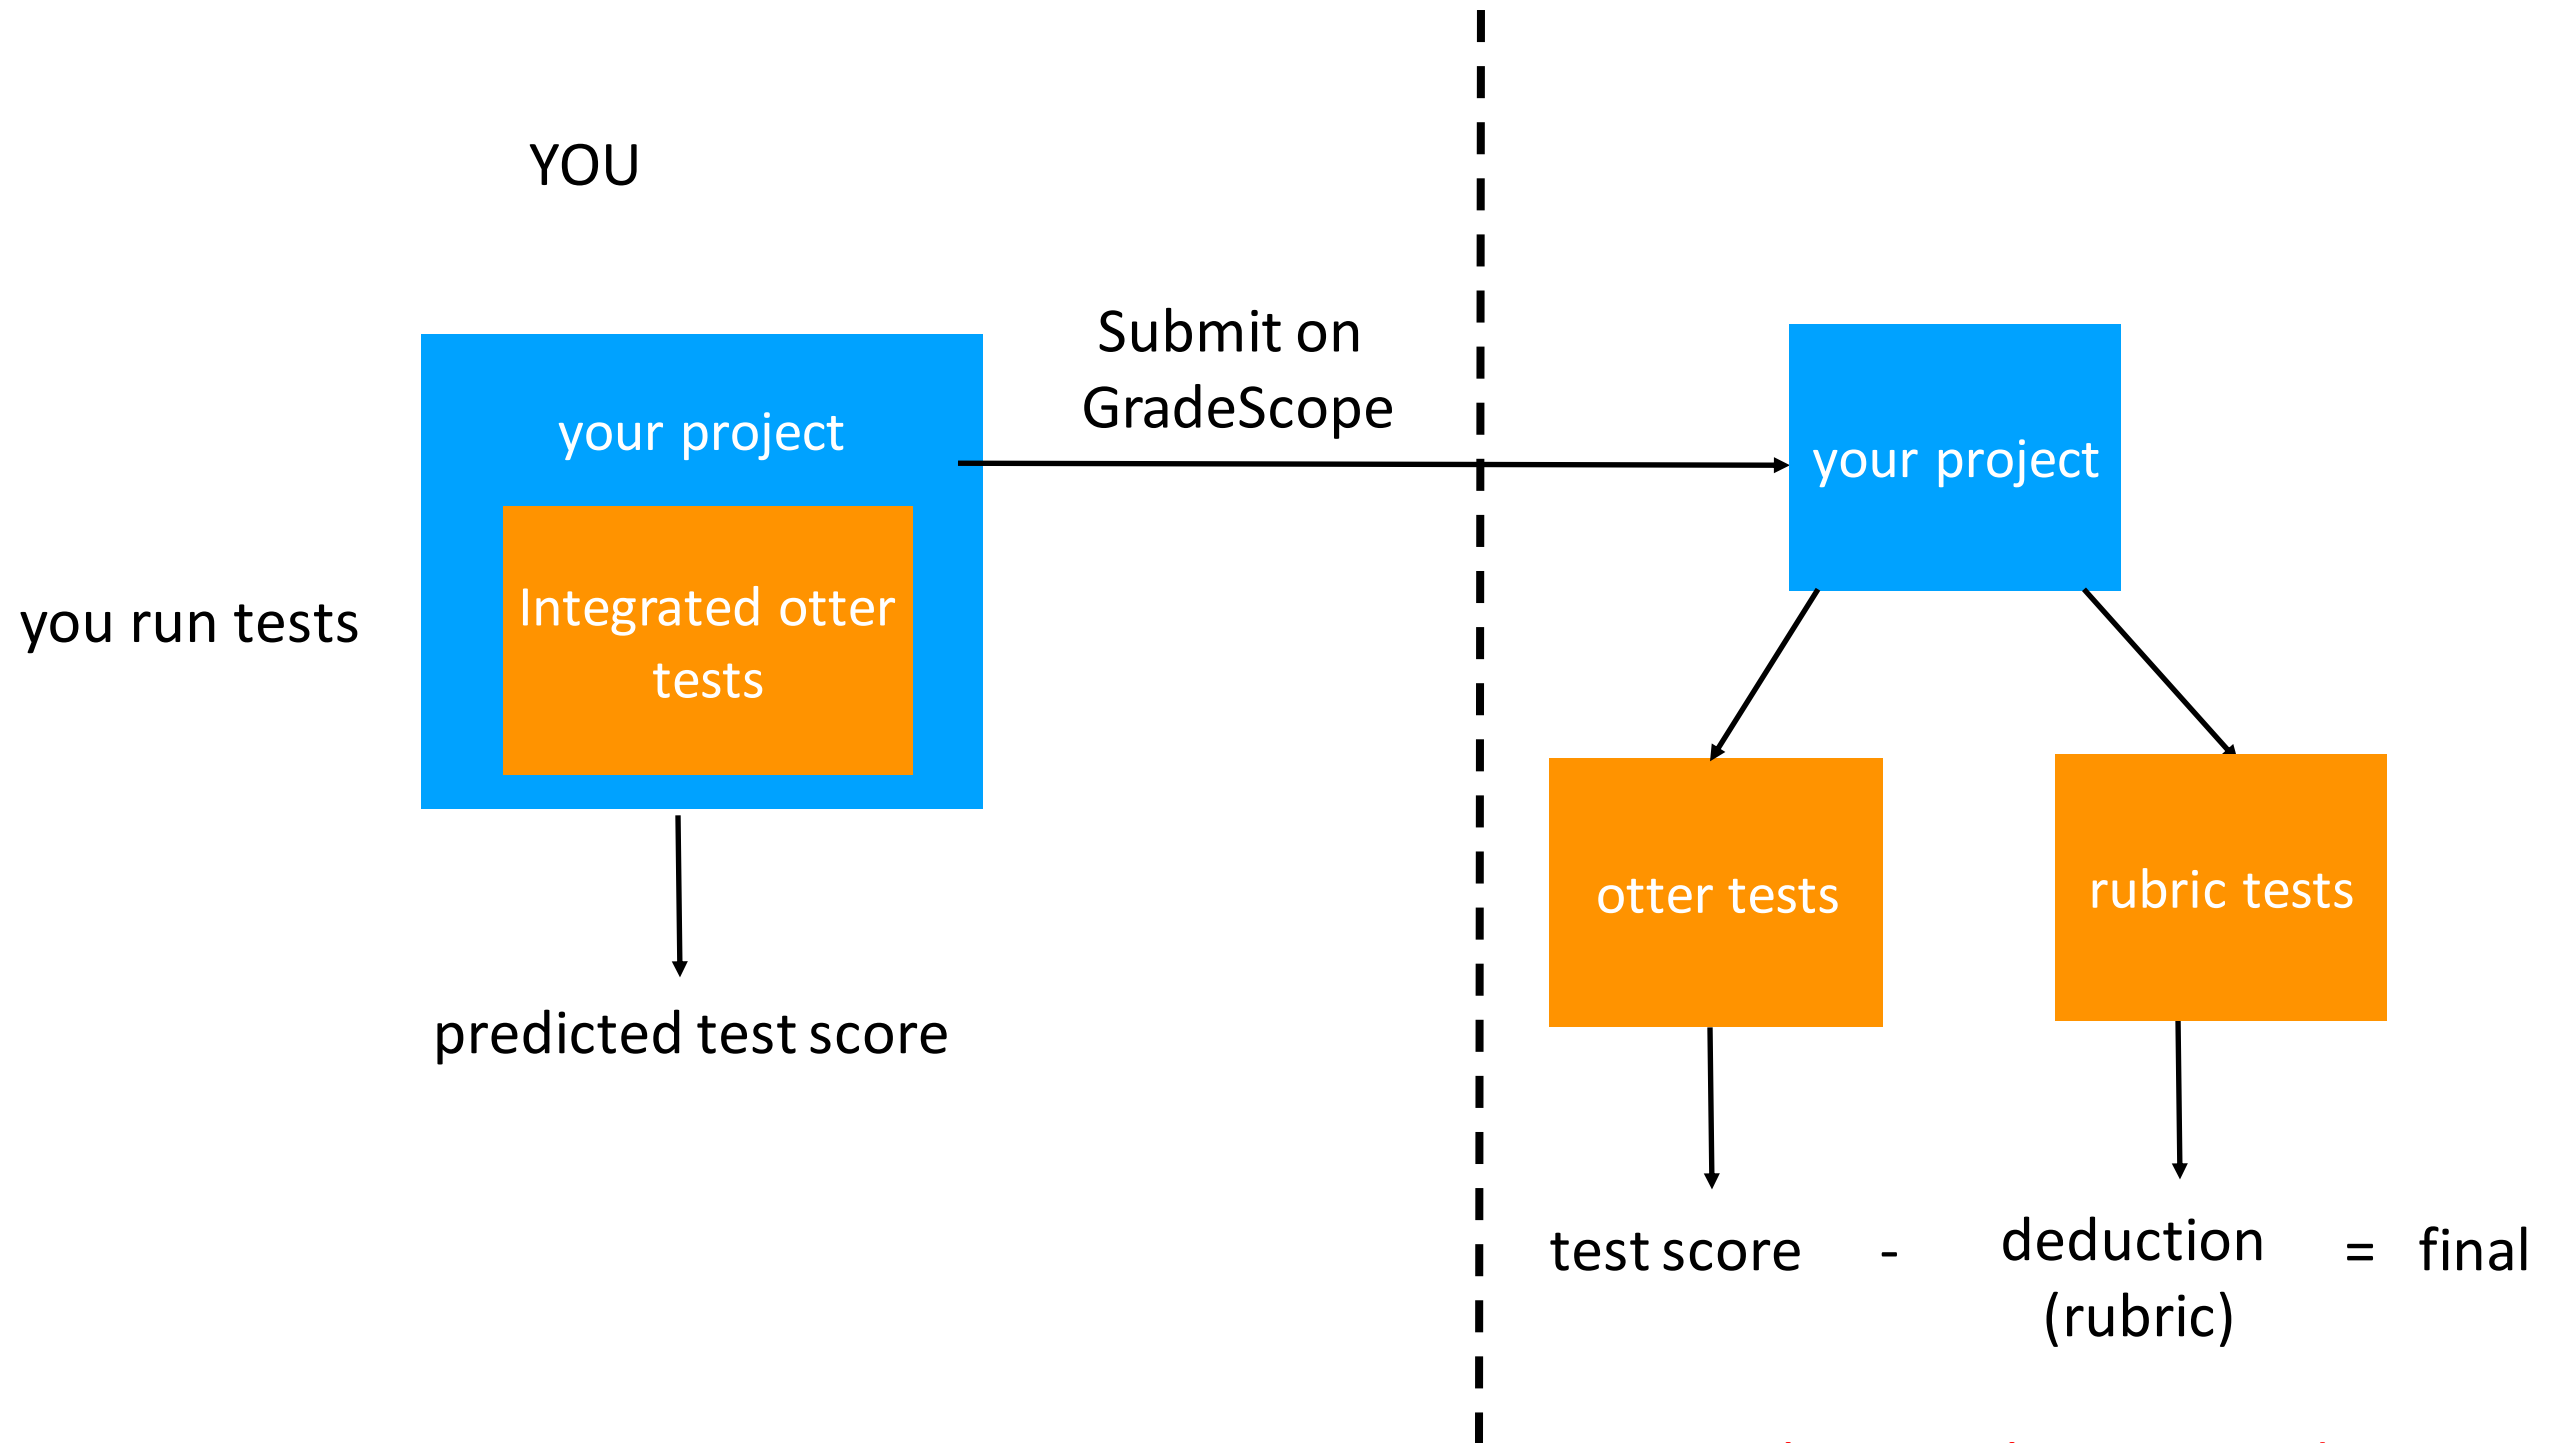 YOU
Submit on
GradeScope
your project
your project
Integrated otter
tests
you run tests
otter tests
rubric tests
predicted test score
test score - deduction = final
(rubric)